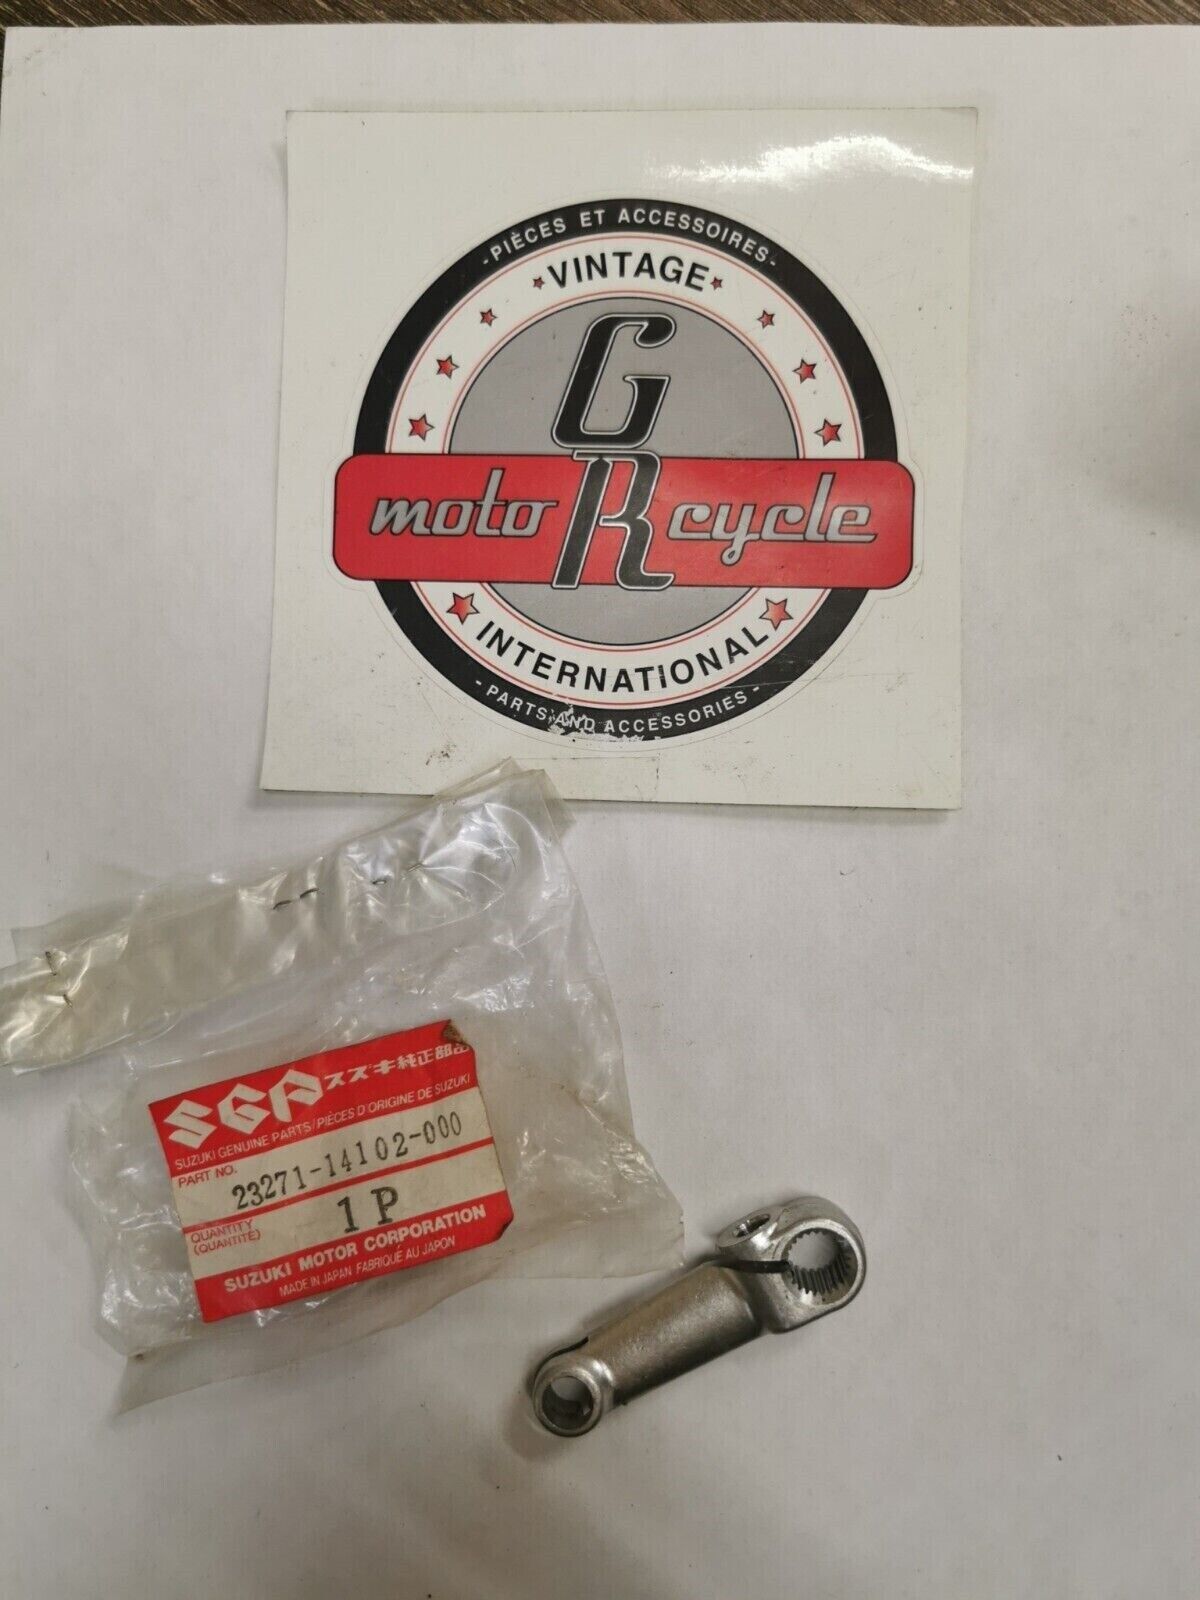 -PIÈCES ET ACCESSOIRES-
VINTAGE
GR
motorcycle
INTERNATIONAL
-PARTS AND ACCESSORIES-
SGP スズキ純正部品
SUZUKI GENUINE PARTS/PIÈCES D'ORIGINE DE SUZUKI
PART NO.
23271-14102-000
QUANTITY
(QUANTITÉ)
1P
SUZUKI MOTOR CORPORATION
MADE IN JAPAN FABRIQUÉ AU JAPON